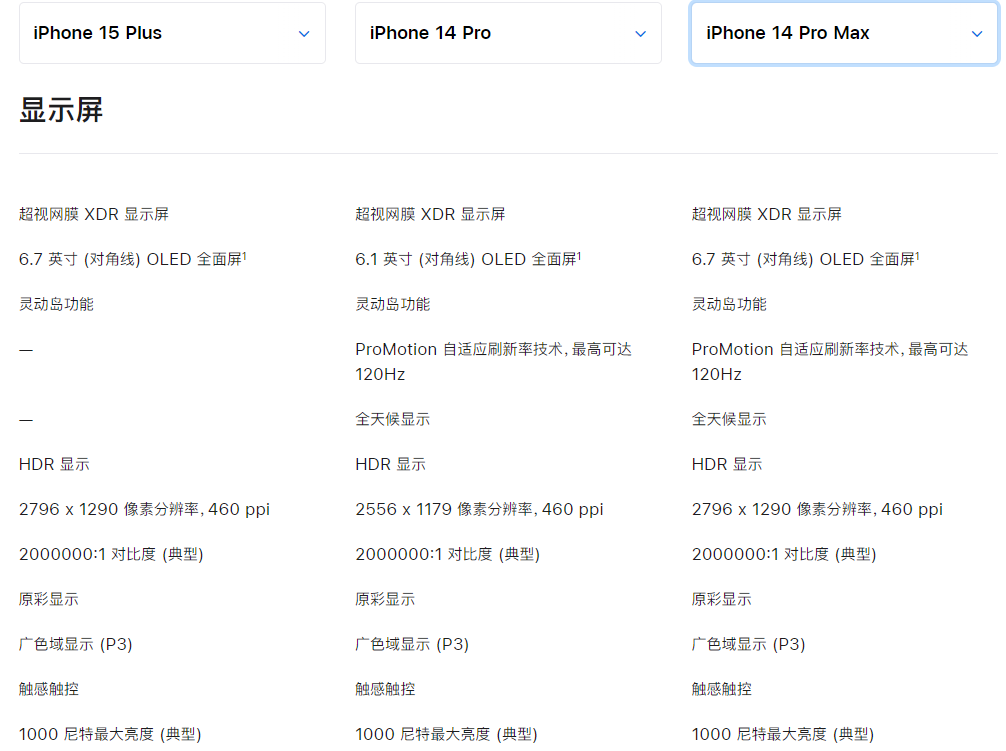 iPhone 15 Plus
iPhone 14 Pro
iPhone 14 Pro Max
显示屏
超视网膜 XDR 显示屏
超视网膜 XDR 显示屏
超视网膜 XDR 显示屏
6.7 英寸 (对角线) OLED 全面屏¹
6.1 英寸 (对角线) OLED 全面屏¹
6.7 英寸 (对角线) OLED 全面屏¹
灵动岛功能
灵动岛功能
灵动岛功能
—
ProMotion 自适应刷新率技术, 最高可达
120Hz
ProMotion 自适应刷新率技术, 最高可达
120Hz
—
全天候显示
全天候显示
HDR 显示
HDR 显示
HDR 显示
2796 x 1290 像素分辨率, 460 ppi
2556 x 1179 像素分辨率, 460 ppi
2796 x 1290 像素分辨率, 460 ppi
2000000:1 对比度 (典型)
2000000:1 对比度 (典型)
2000000:1 对比度 (典型)
原彩显示
原彩显示
原彩显示
广色域显示 (P3)
广色域显示 (P3)
广色域显示 (P3)
触感触控
触感触控
触感触控
1000 尼特最大亮度 (典型)
1000 尼特最大亮度 (典型)
1000 尼特最大亮度 (典型)